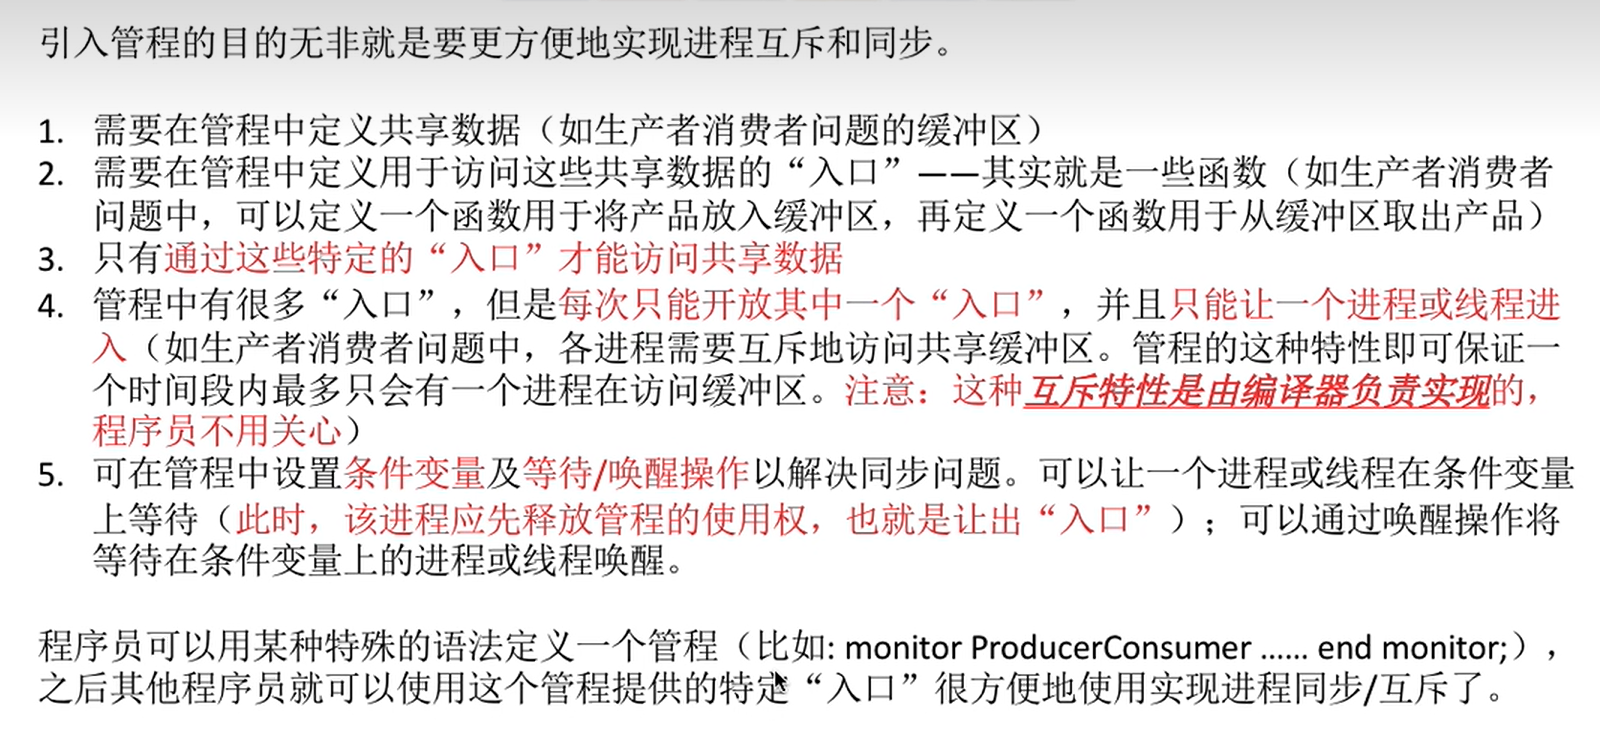 引入管程的目的无非就是要更方便地实现进程互斥和同步。
1. 需要在管程中定义共享数据（如生产者消费者问题的缓冲区）
2. 需要在管程中定义用于访问这些共享数据的“入口”——其实就是一些函数（如生产者消费者
问题中，可以定义一个函数用于将产品放入缓冲区，再定义一个函数用于从缓冲区取出产品）
3. 只有通过这些特定的“入口”才能访问共享数据
4. 管程中有很多“入口”，但是每次只能开放其中一个“入口”，并且只能让一个进程或线程进
入（如生产者消费者问题中，各进程需要互斥地访问共享缓冲区。管程的这种特性即可保证一
个时间段内最多只会有一个进程在访问缓冲区。注意：这种互斥特性是由编译器负责实现的，
程序员不用关心）
5. 可在管程中设置条件变量及等待/唤醒操作以解决同步问题。可以让一个进程或线程在条件变量
上等待（此时，该进程应先释放管程的使用权，也就是让出“入口”）；可以通过唤醒操作将
等待在条件变量上的进程或线程唤醒。
程序员可以用某种特殊的语法定义一个管程（比如: monitor ProducerConsumer ...... end monitor;），
之后其他程序员就可以使用这个管程提供的特定“入口”很方便地使用实现进程同步/互斥了。